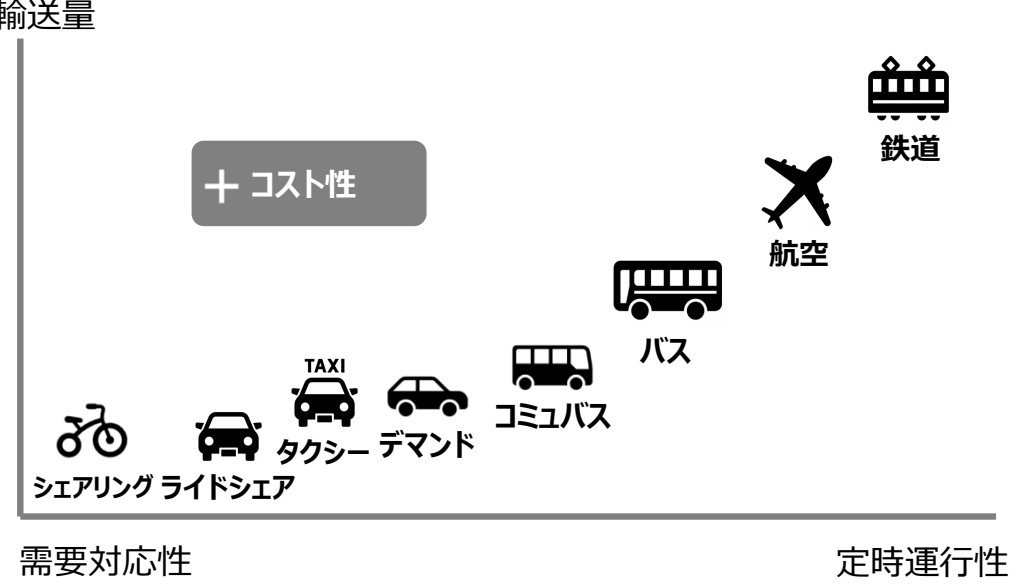 輸送量
鉄道
＋ コスト性
航空
バス
TAXI
コミュバス
デマンド
タクシー
シェアリング
ライドシェア
需要対応性
定時運行性